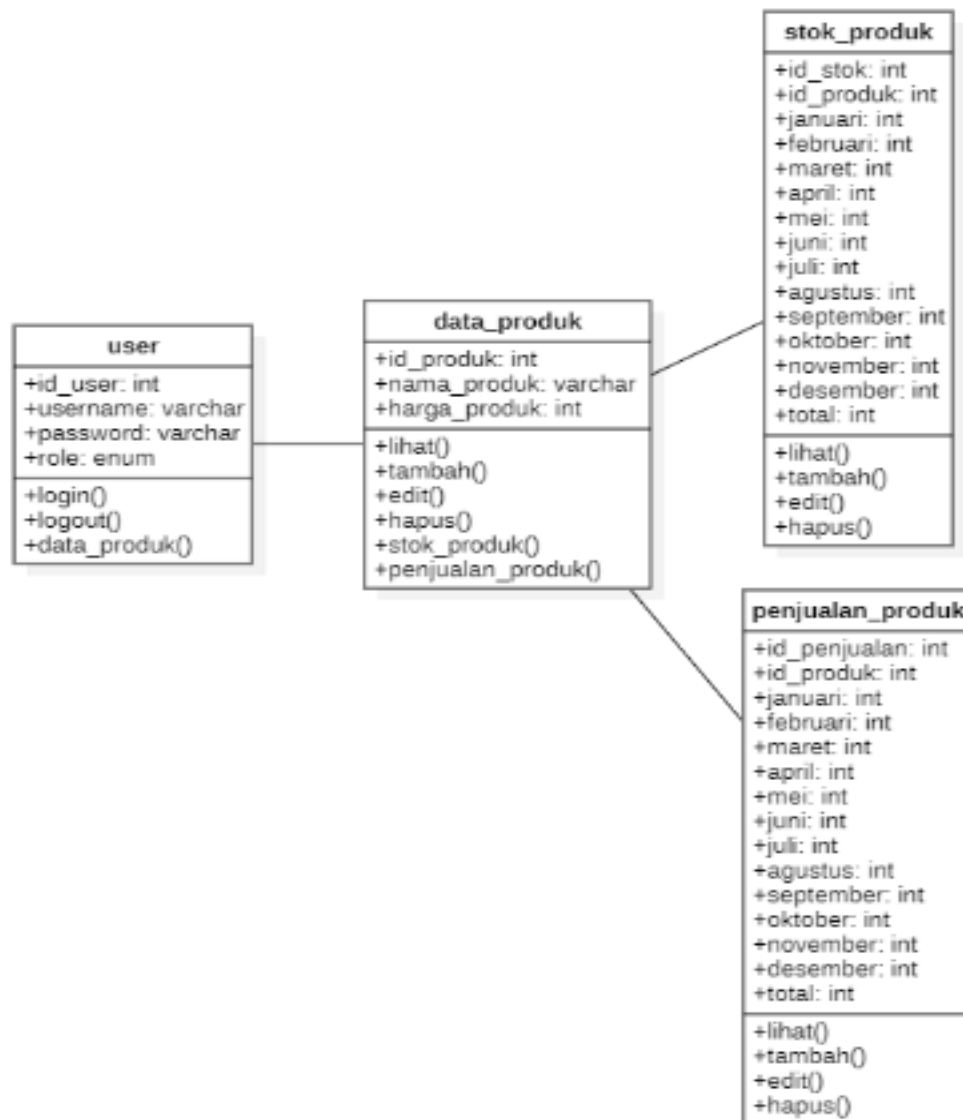 user
+id_user: int
+username: varchar
+password: varchar
+role: enum
+login()
+logout()
+data_produk()
data_produk
+id_produk: int
+nama_produk: varchar
+harga_produk: int
+lihat()
+tambah()
+edit()
+hapus()
+stok_produk()
+penjualan_produk()
stok_produk
+id_stok: int
+id_produk: int
+januari: int
+februari: int
+maret: int
+april: int
+mei: int
+juni: int
+juli: int
+agustus: int
+september: int
+oktober: int
+november: int
+desember: int
+total: int
+lihat()
+tambah()
+edit()
+hapus()
penjualan_produk
+id_penjualan: int
+id_produk: int
+januari: int
+februari: int
+maret: int
+april: int
+mei: int
+juni: int
+juli: int
+agustus: int
+september: int
+oktober: int
+november: int
+desember: int
+total: int
+lihat()
+tambah()
+edit()
+hapus()